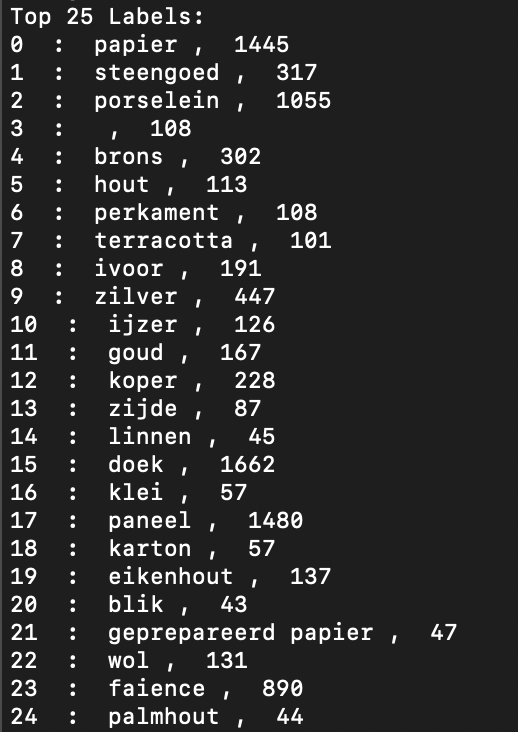 Top 25 Labels:
0  :  papier ,  1445
1  :  steengoed ,  317
2  :  porselein ,  1055
3  :   ,  108
4  :  brons ,  302
5  :  hout ,  113
6  :  perkament ,  108
7  :  terracotta ,  101
8  :  ivoor ,  191
9  :  zilver ,  447
10  :  ijzer ,  126
11  :  goud ,  167
12  :  koper ,  228
13  :  zijde ,  87
14  :  linnen ,  45
15  :  doek ,  1662
16  :  klei ,  57
17  :  paneel ,  1480
18  :  karton ,  57
19  :  eikenhout ,  137
20  :  blik ,  43
21  :  geprepareerd papier ,  47
22  :  wol ,  131
23  :  faience ,  890
24  :  palmhout ,  44